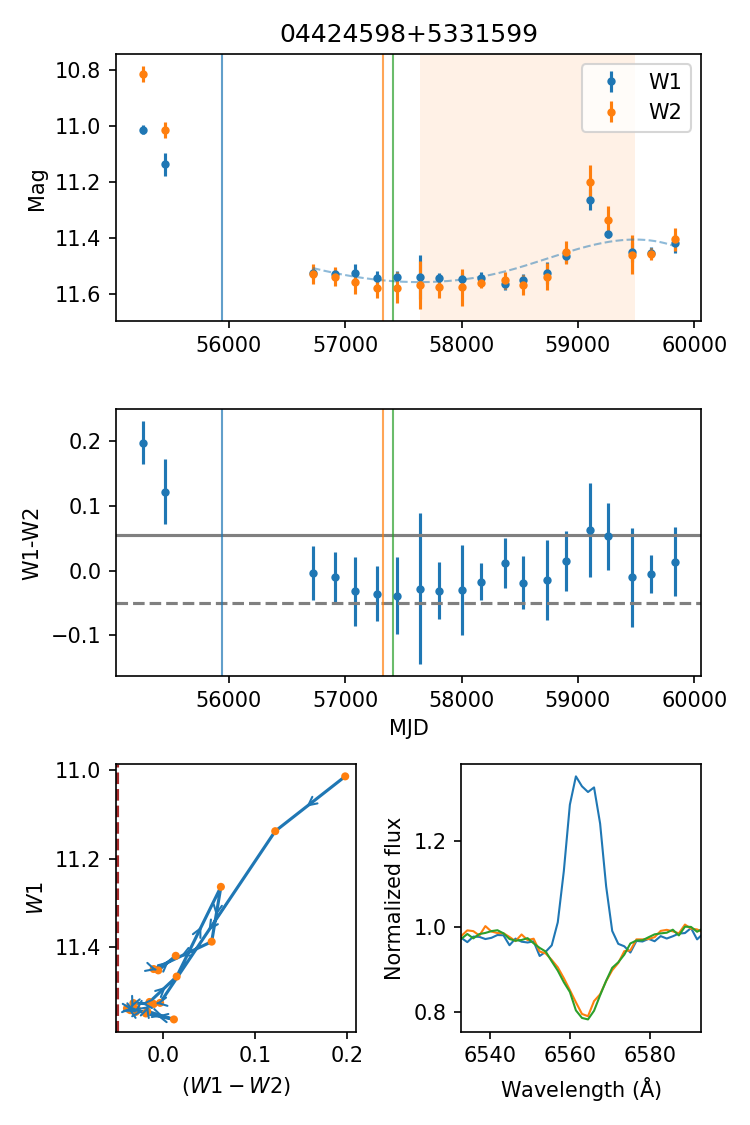 04424598+5331599
10.8
11.0
11.2
11.4
11.6
Mag
W1
W2
56000 57000 58000 59000 60000
0.2
0.1
0.0
−0.1
W1-W2
56000 57000 58000 59000 60000
MJD
11.0
11.2
11.4
W1
0.0 0.1 0.2
(W1 − W2)
1.2
1.0
0.8
Normalized flux
6540 6560 6580
Wavelength (Å)